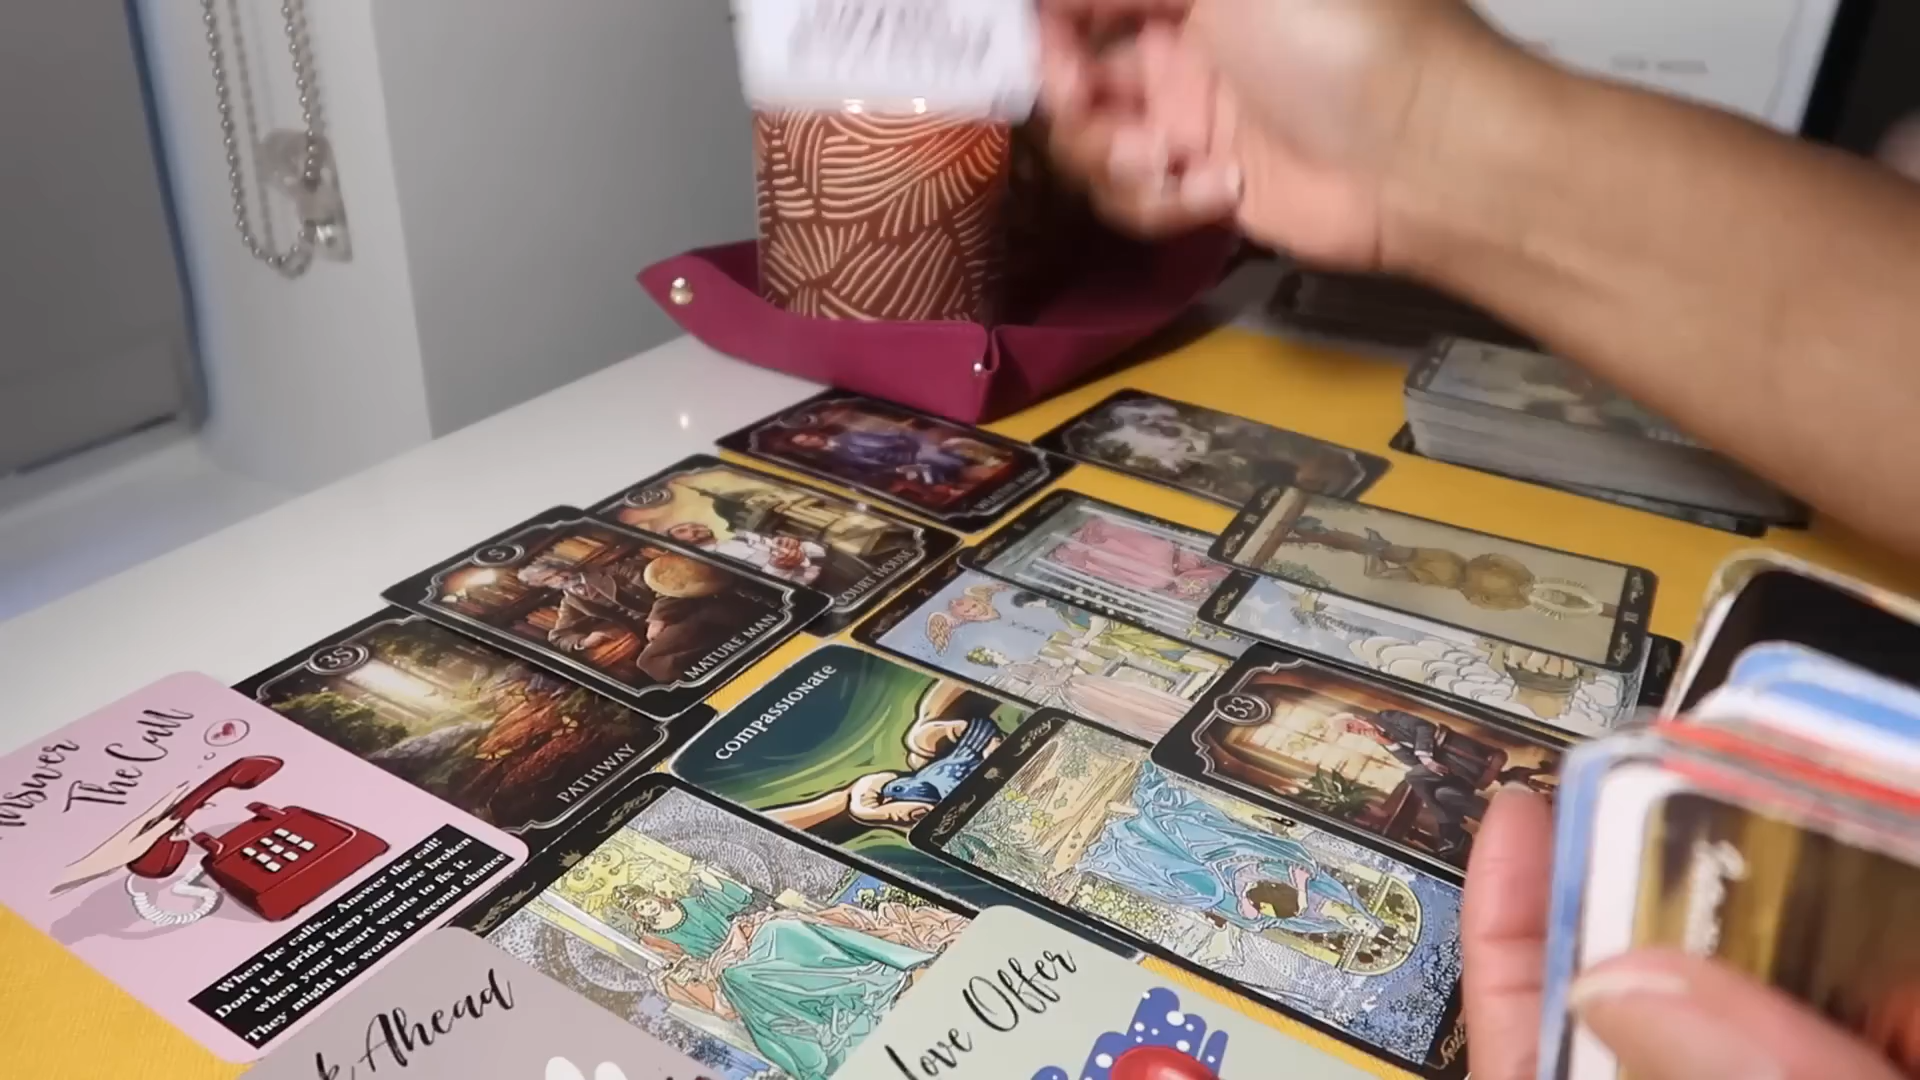 25
COURT HOUSE
5
MATURE MAN
35
PATHWAY
compassionate
2
33
The Call
When he calls... Answer the call!
Don't let pride keep your love broken
when your heart wants to fix it.
They might be worth a second chance
Ahead
Love Offer